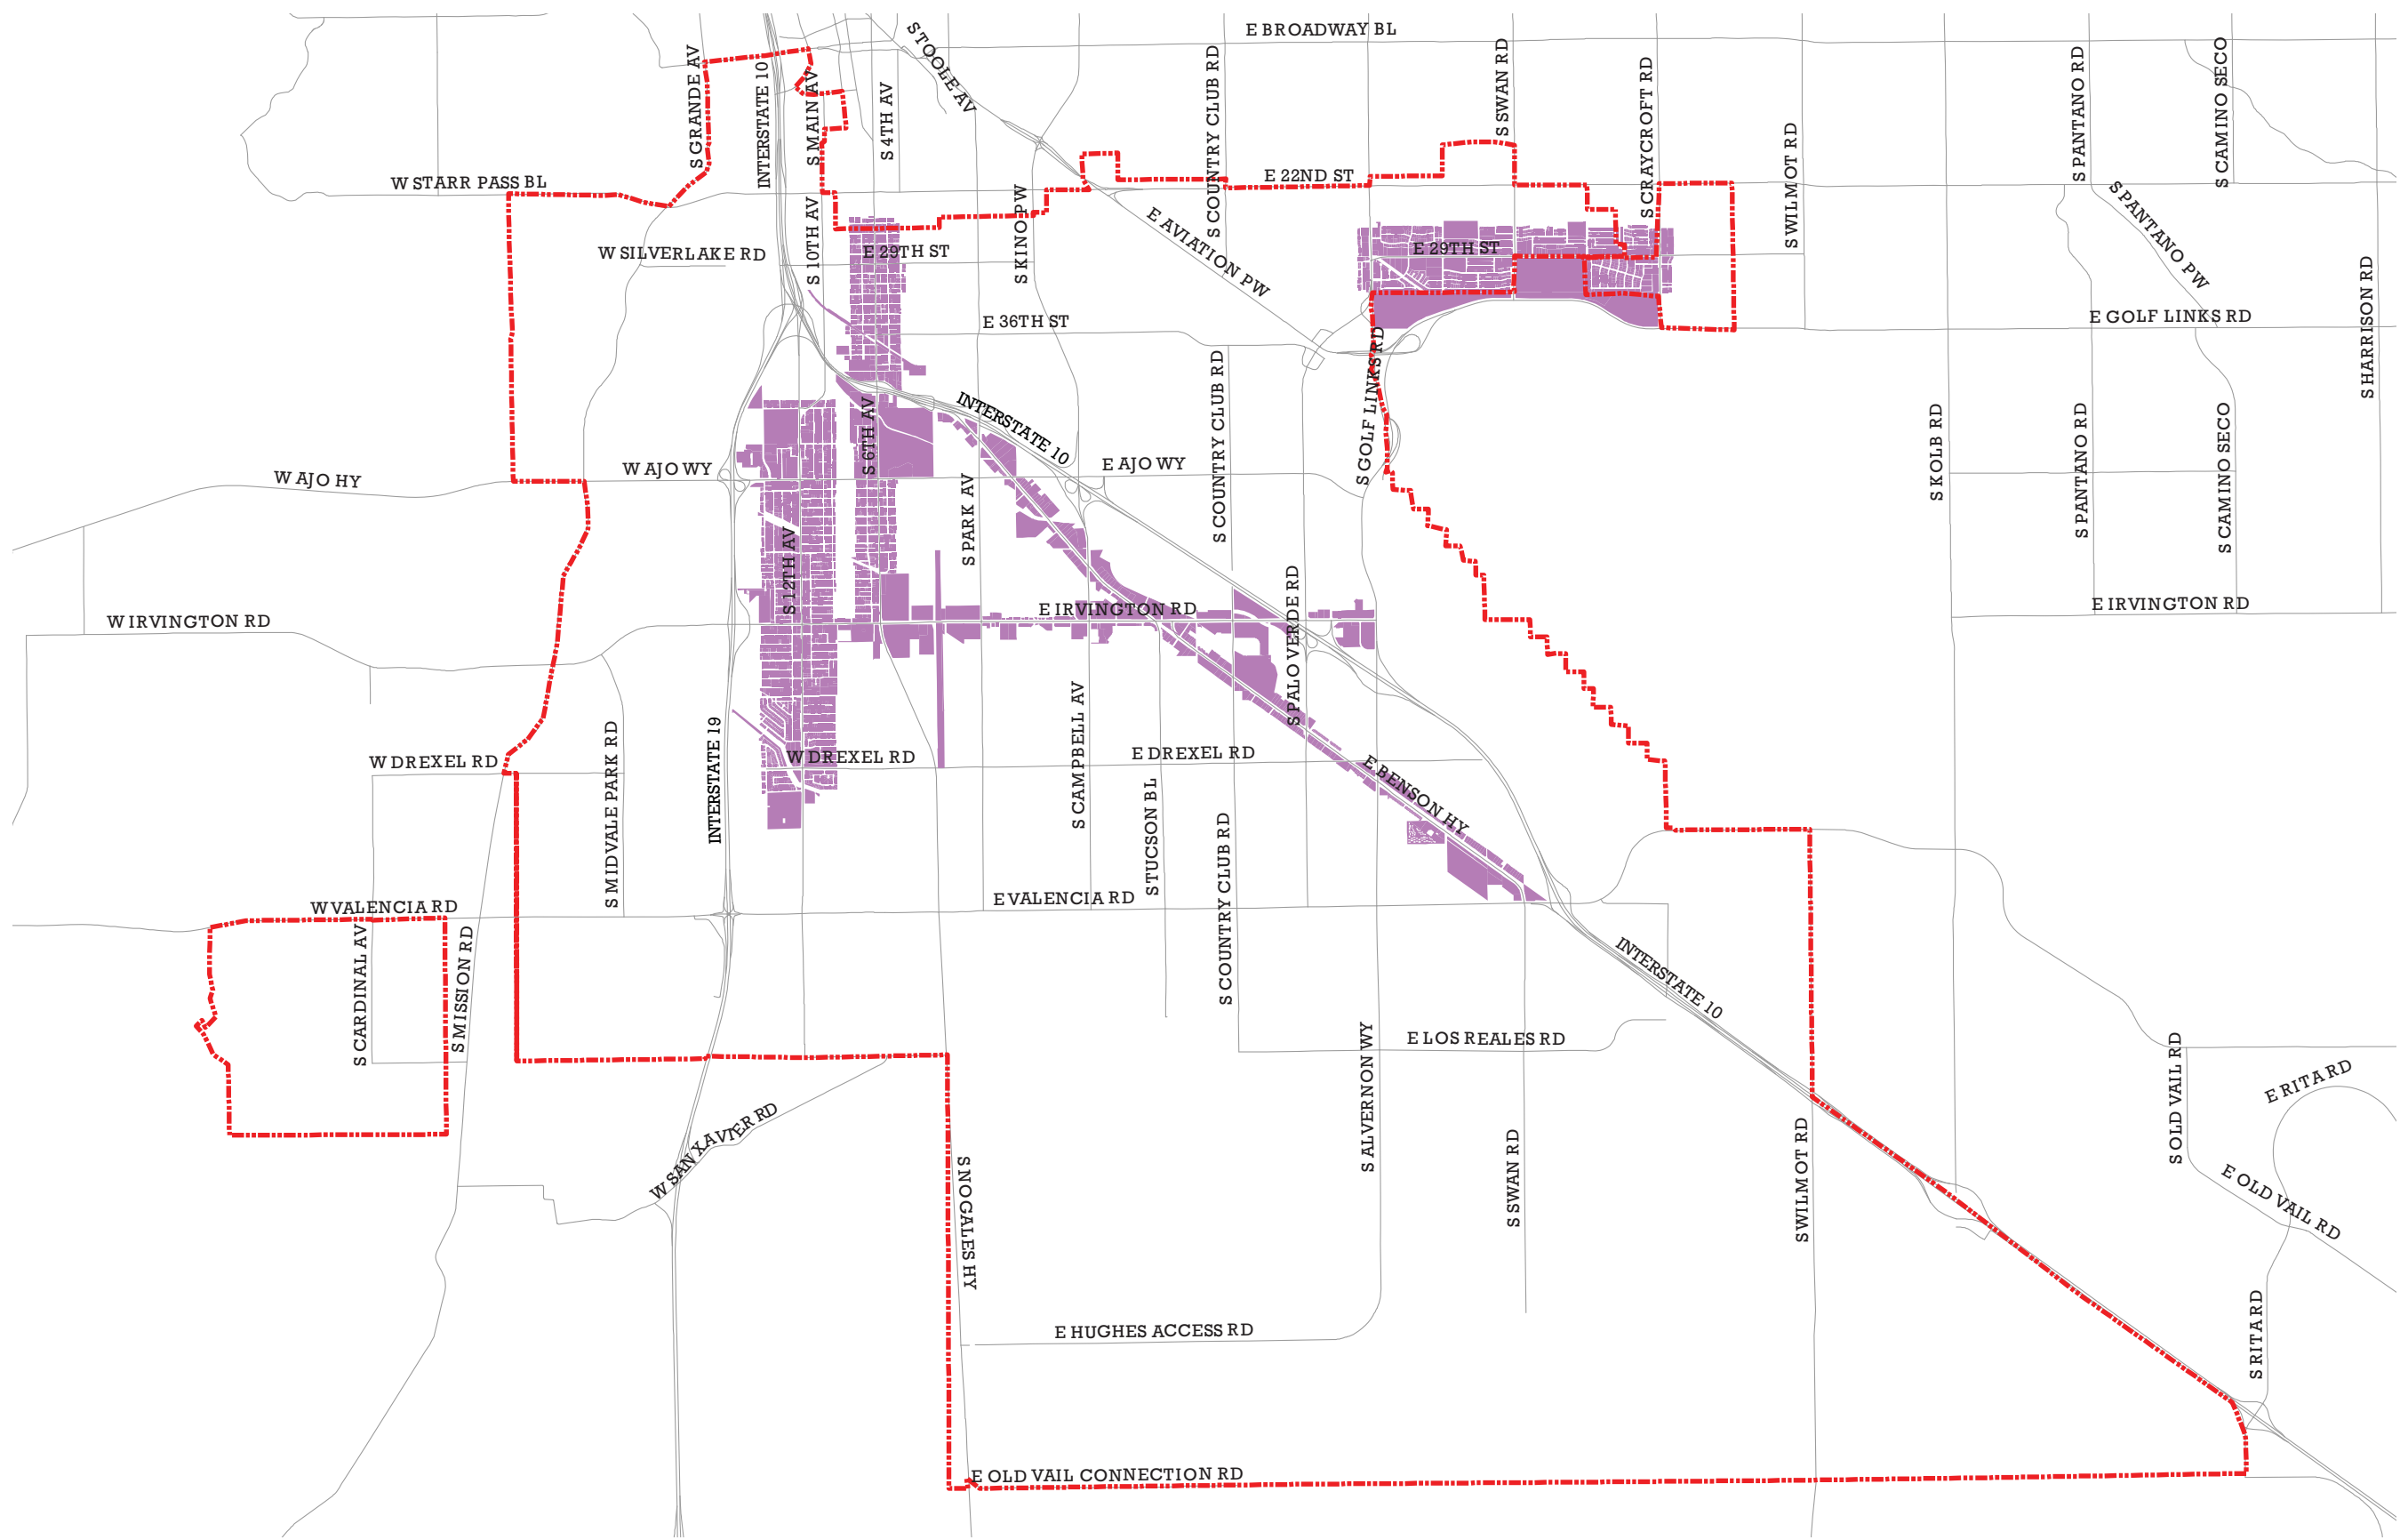 E BROADWAY BL
S TOOLE AV
S GRANDE AV
INTERSTATE 10
S MAIN AV
S 4TH AV
S COUNTRY CLUB RD
S SWAN RD
S CRAYCROFT RD
S WILMOT RD
S PANTANO RD
S CAMINO SECO
W STARR PASS BL
E 22ND ST
S PANTANO PW
W SILVERLAKE RD
S 10TH AV
E 29TH ST
S KINO PW
E AVIATION PW
E 29TH ST
S HARRISON RD
E 36TH ST
E GOLF LINKS RD
S GOLF LINKS RD
S COUNTRY CLUB RD
INTERSTATE 10
S 6TH AV
S KOLB RD
S PANTANO RD
S CAMINO SECO
W AJO HY
W AJO WY
E AJO WY
S PARK AV
S 12TH AV
S PALO VERDE RD
W IRVINGTON RD
E IRVINGTON RD
E IRVINGTON RD
S MIDVALE PARK RD
INTERSTATE 19
S CAMPBELL AV
W DREXEL RD
W DREXEL RD
E DREXEL RD
E BENSON HY
S TUCSON BL
S COUNTRY CLUB RD
W VALENCIA RD
E VALENCIA RD
S CARDINAL AV
S MISSION RD
INTERSTATE 10
E LOS REALES RD
S ALVERNON WY
S OLD VAIL RD
E RITA RD
W SAN XAVIER RD
S NOGALES HY
S SWAN RD
S WILMOT RD
E OLD VAIL RD
S RITA RD
E HUGHES ACCESS RD
E OLD VAIL CONNECTION RD